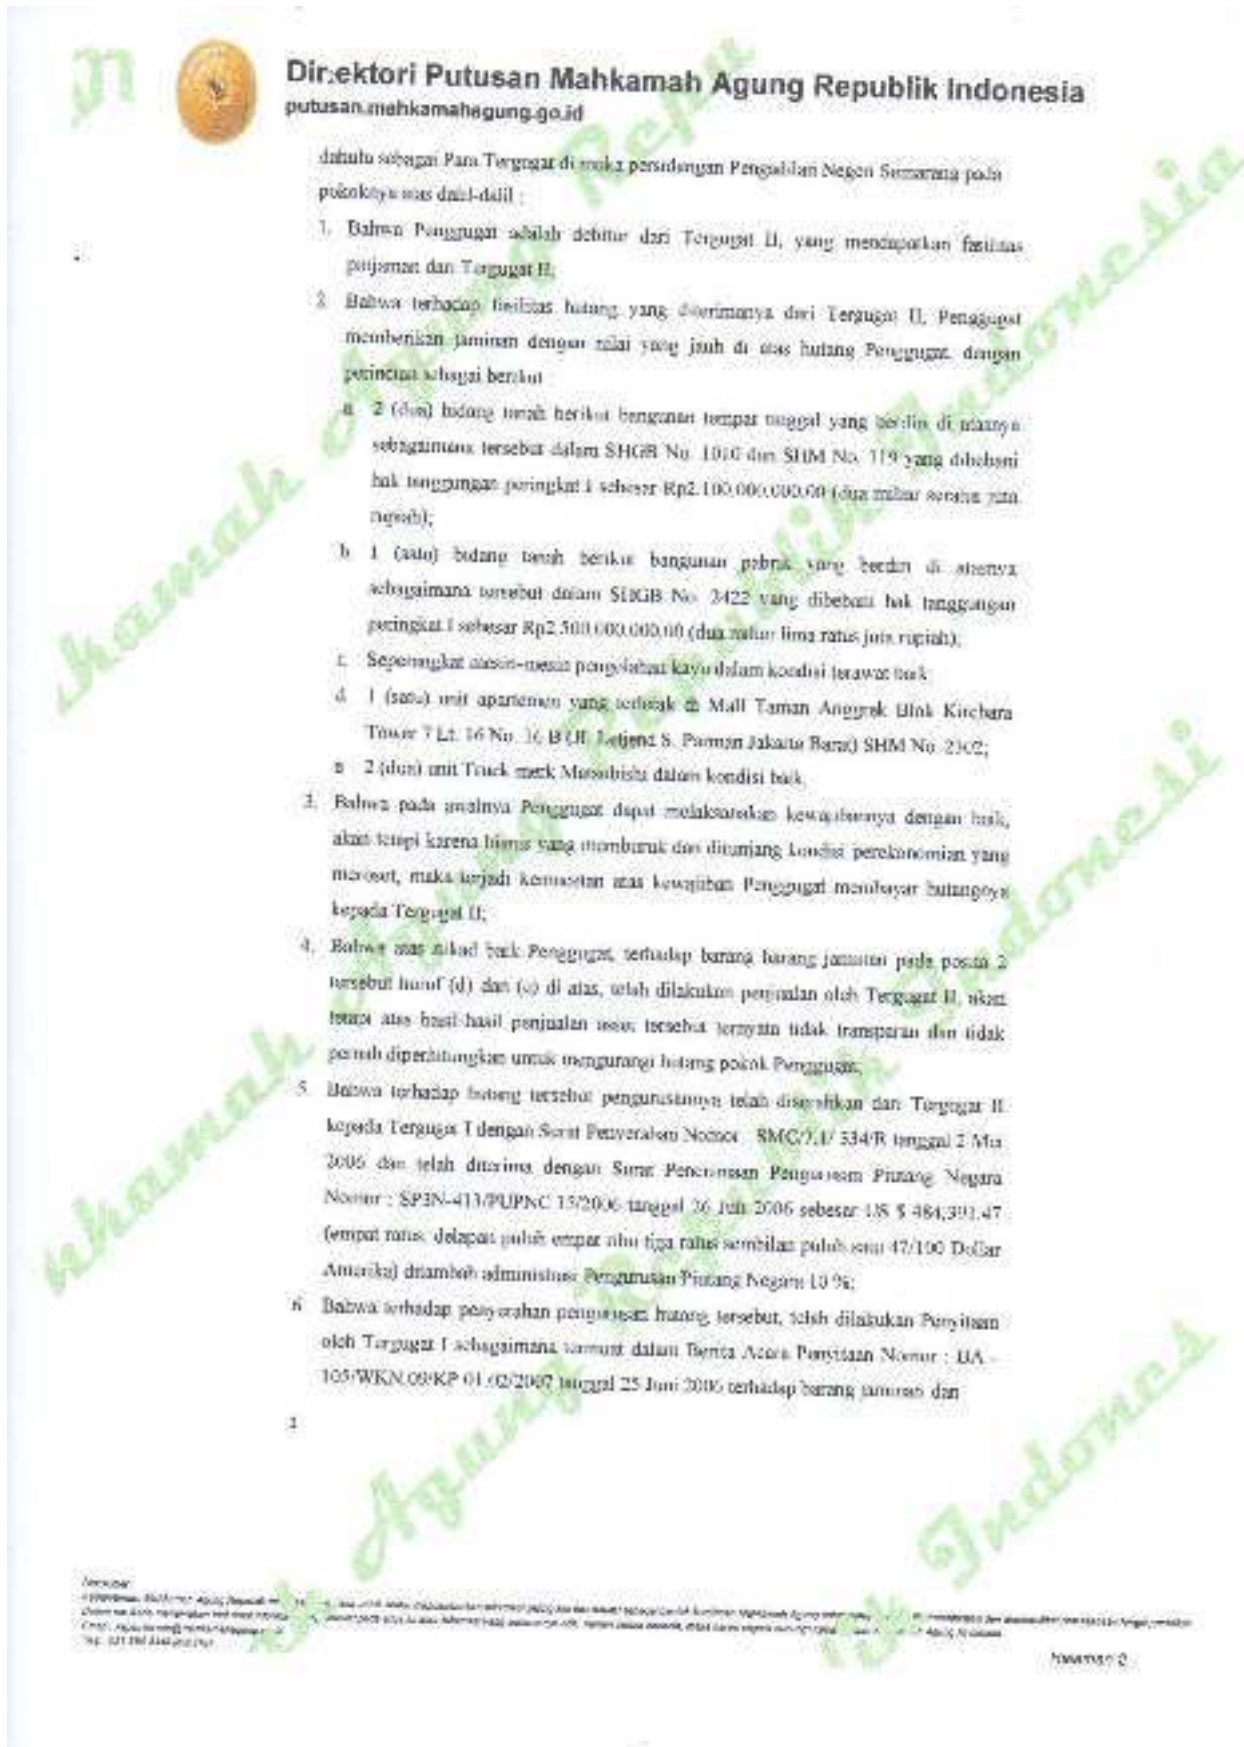 Direktori Putusan Mahkamah Agung Republik Indonesia
putusan.mahkamahagung.go.id
dahulu sebagai Para Tergugat di muka persidangan Pengadilan Negeri Semarang pada
pokoknya atas dalil-dalil :
1. Bahwa Penggugat adalah debitur dari Tergugat II, yang mendapatkan fasilitas
pinjaman dari Tergugat II;
2. Bahwa terhadap fasilitas hutang yang diterimanya dari Tergugat II, Penggugat
memberikan jaminan dengan nilai yang jauh di atas hutang Penggugat, dengan
perincian sebagai berikut
a. 2 (dua) bidang tanah berikut bangunan tempat tinggal yang berdiri di atasnya
sebagaimana tersebut dalam SHGB No. 1010 dan SHM No. 119 yang dibebani
hak tanggungan peringkat I sebesar Rp2.100.000.000,00 (dua miliar seratus juta
rupiah);
b. 1 (satu) bidang tanah berikut bangunan pabrik yang berdiri di atasnya
sebagaimana tersebut dalam SHGB No. 2422 yang dibebani hak tanggungan
peringkat I sebesar Rp2.500.000.000,00 (dua miliar lima ratus juta rupiah);
c. Seperangkat mesin-mesin pengolahan kayu dalam kondisi terawat baik
d. 1 (satu) unit apartemen yang terletak di Mall Taman Anggrek Blok
Tower 7 Lt. 16 No. 16 B (Jl. Letjend S. Parman Jakarta Barat) SHM No. 2302;
e. 2 (dua) unit Truck merk Mitsubishi dalam kondisi baik.
3. Bahwa pada awalnya Penggugat dapat melaksanakan kewajibannya dengan baik,
akan tetapi karena bisnis yang memburuk dan ditunjang kondisi perekonomian yang
merosot, maka terjadi kemacetan atas kewajiban Penggugat membayar hutangnya
kepada Tergugat II;
4. Bahwa atas itikad baik Penggugat, terhadap barang barang jaminan pada posita 2
tersebut huruf (d) dan (e) di atas, telah dilakukan penjualan oleh Tergugat II, akan
tetapi atas hasil-hasil penjualan asset tersebut ternyata tidak transparan dan tidak
pernah diperhitungkan untuk mengurangi hutang pokok Penggugat;
5. Bahwa terhadap hutang tersebut pengurusannya telah diserahkan dari Tergugat II
kepada Tergugat I dengan Surat Penyerahan Nomor : SMC/7.1/ 334/R tanggal 2 Mei
2006 dan telah diterima dengan Surat Penerimaan Pengurusan Piutang Negara
Nomor : SP3N-413/PUPNC 13/2006 tanggal 26 Juli 2006 sebesar US $ 484,391.47
(empat ratus delapan puluh empat ribu tiga ratus sembilan puluh satu 47/100 Dollar
Amerika) ditambah administrasi Pengurusan Piutang Negara 10 %;
6. Bahwa terhadap penyerahan pengurusan hutang tersebut, telah dilakukan Penyitaan
oleh Tergugat I sebagaimana termuat dalam Berita Acara Penyitaan Nomor : BA -
105/WKN.09/KP 01/02/2007 tanggal 25 Juni 2006 terhadap barang jaminan dan
2
Halaman 2